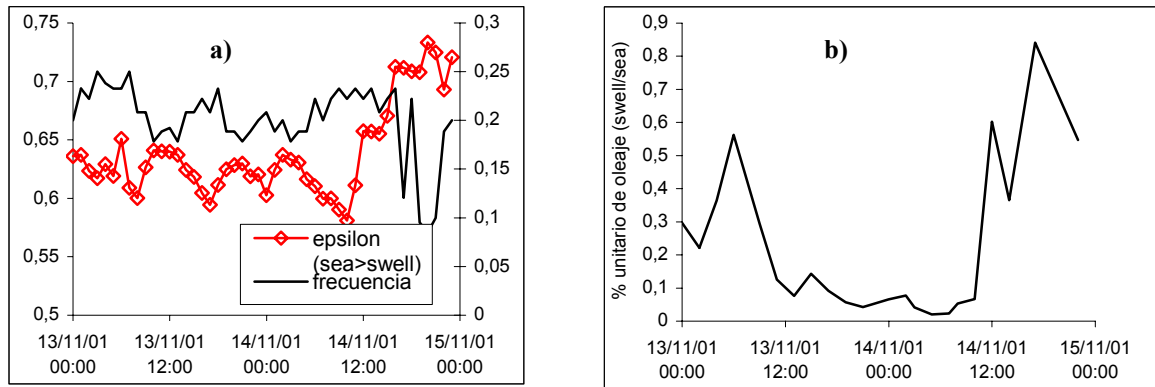 a)
0,75
0,7
0,65
0,6
0,55
0,5
0,3
0,25
0,2
0,15
0,1
0,05
0
epsilon
(sea>swell)
frecuencia
13/11/01 13/11/01 14/11/01 14/11/01 15/11/01
00:00 12:00 00:00 12:00 00:00
b)
% unitario de oleaje (swell/sea)
0,9
0,8
0,7
0,6
0,5
0,4
0,3
0,2
0,1
0
13/11/01 13/11/01 14/11/01 14/11/01 15/11/01
00:00 12:00 00:00 12:00 00:00